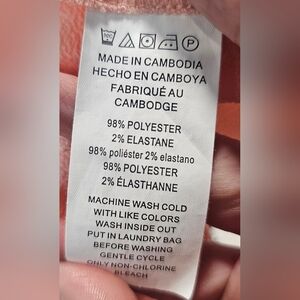 MADE IN CAMBODIA
HECHO EN CAMBOYA
FABRIQUÉ AU
CAMBODGE
98% POLYESTER
2% ELASTANE
98% poliéster 2% elastano
98% POLYESTER
2% ÉLASTHANNE
MACHINE WASH COLD
WITH LIKE COLORS
WASH INSIDE OUT
PUT IN LAUNDRY BAG
BEFORE WASHING
GENTLE CYCLE
ONLY NON-CHLORINE
BLEACH